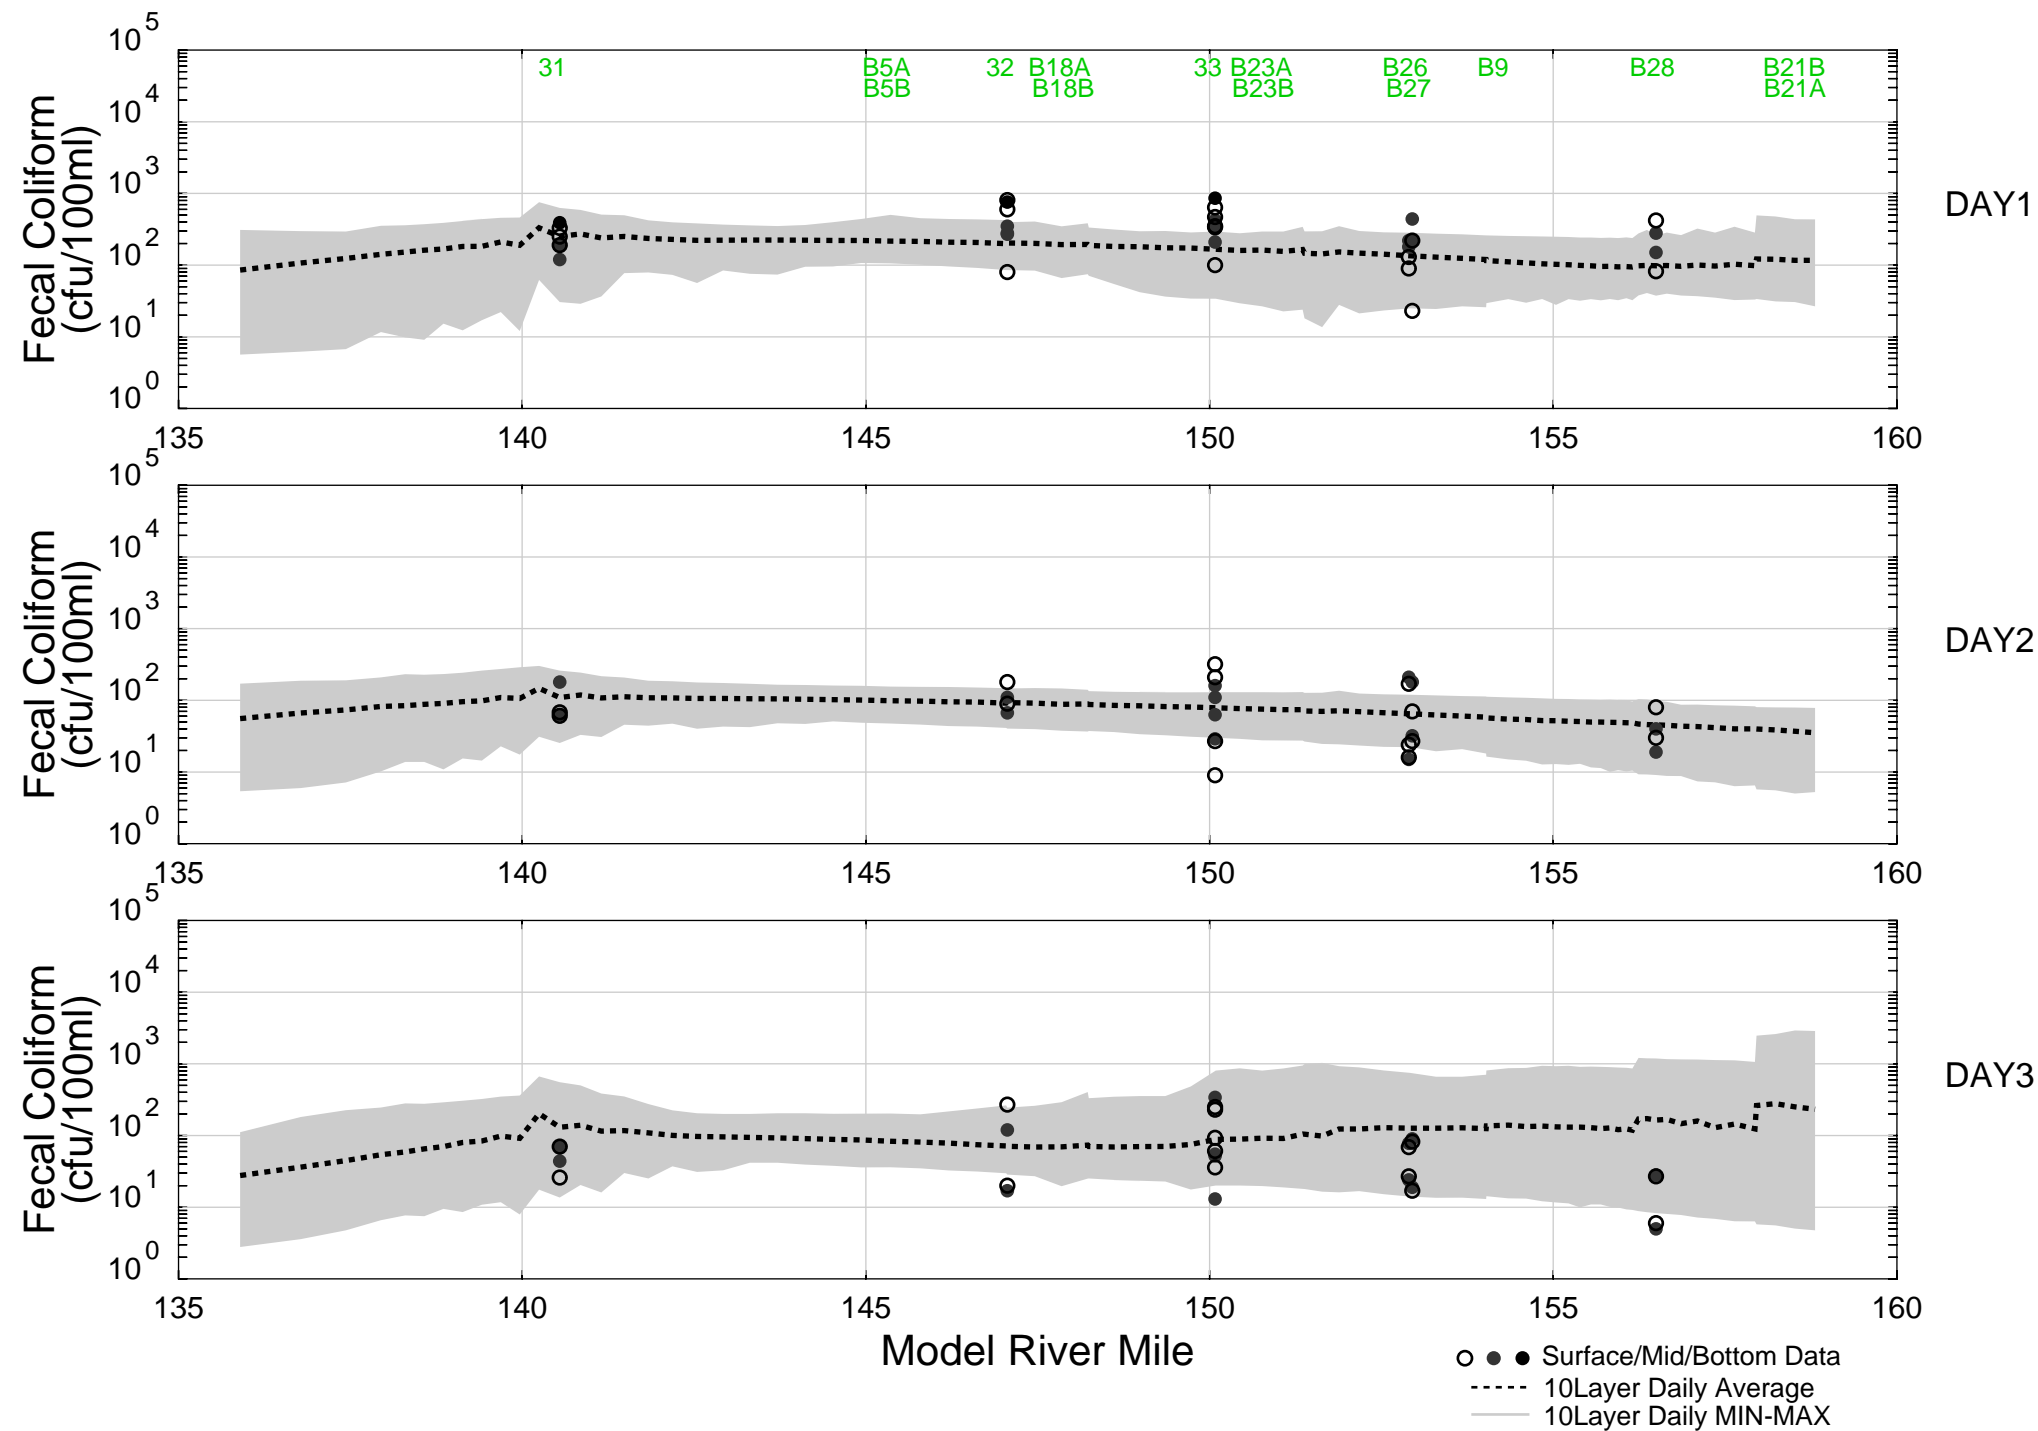 10^5
10^4
10^3
10^2
10^1
10^0
Fecal Coliform
(cfu/100ml)
31 B5A 32 B18A 33 B23A B26 B9 B28 B21B
B5B B18B B23B B27 B21A
DAY1
135 140 145 150 155 160
10^5
10^4
10^3
10^2
10^1
10^0
Fecal Coliform
(cfu/100ml)
DAY2
135 140 145 150 155 160
10^5
10^4
10^3
10^2
10^1
10^0
Fecal Coliform
(cfu/100ml)
DAY3
135 140 145 150 155 160
Model River Mile
Surface/Mid/Bottom Data
10Layer Daily Average
10Layer Daily MIN-MAX